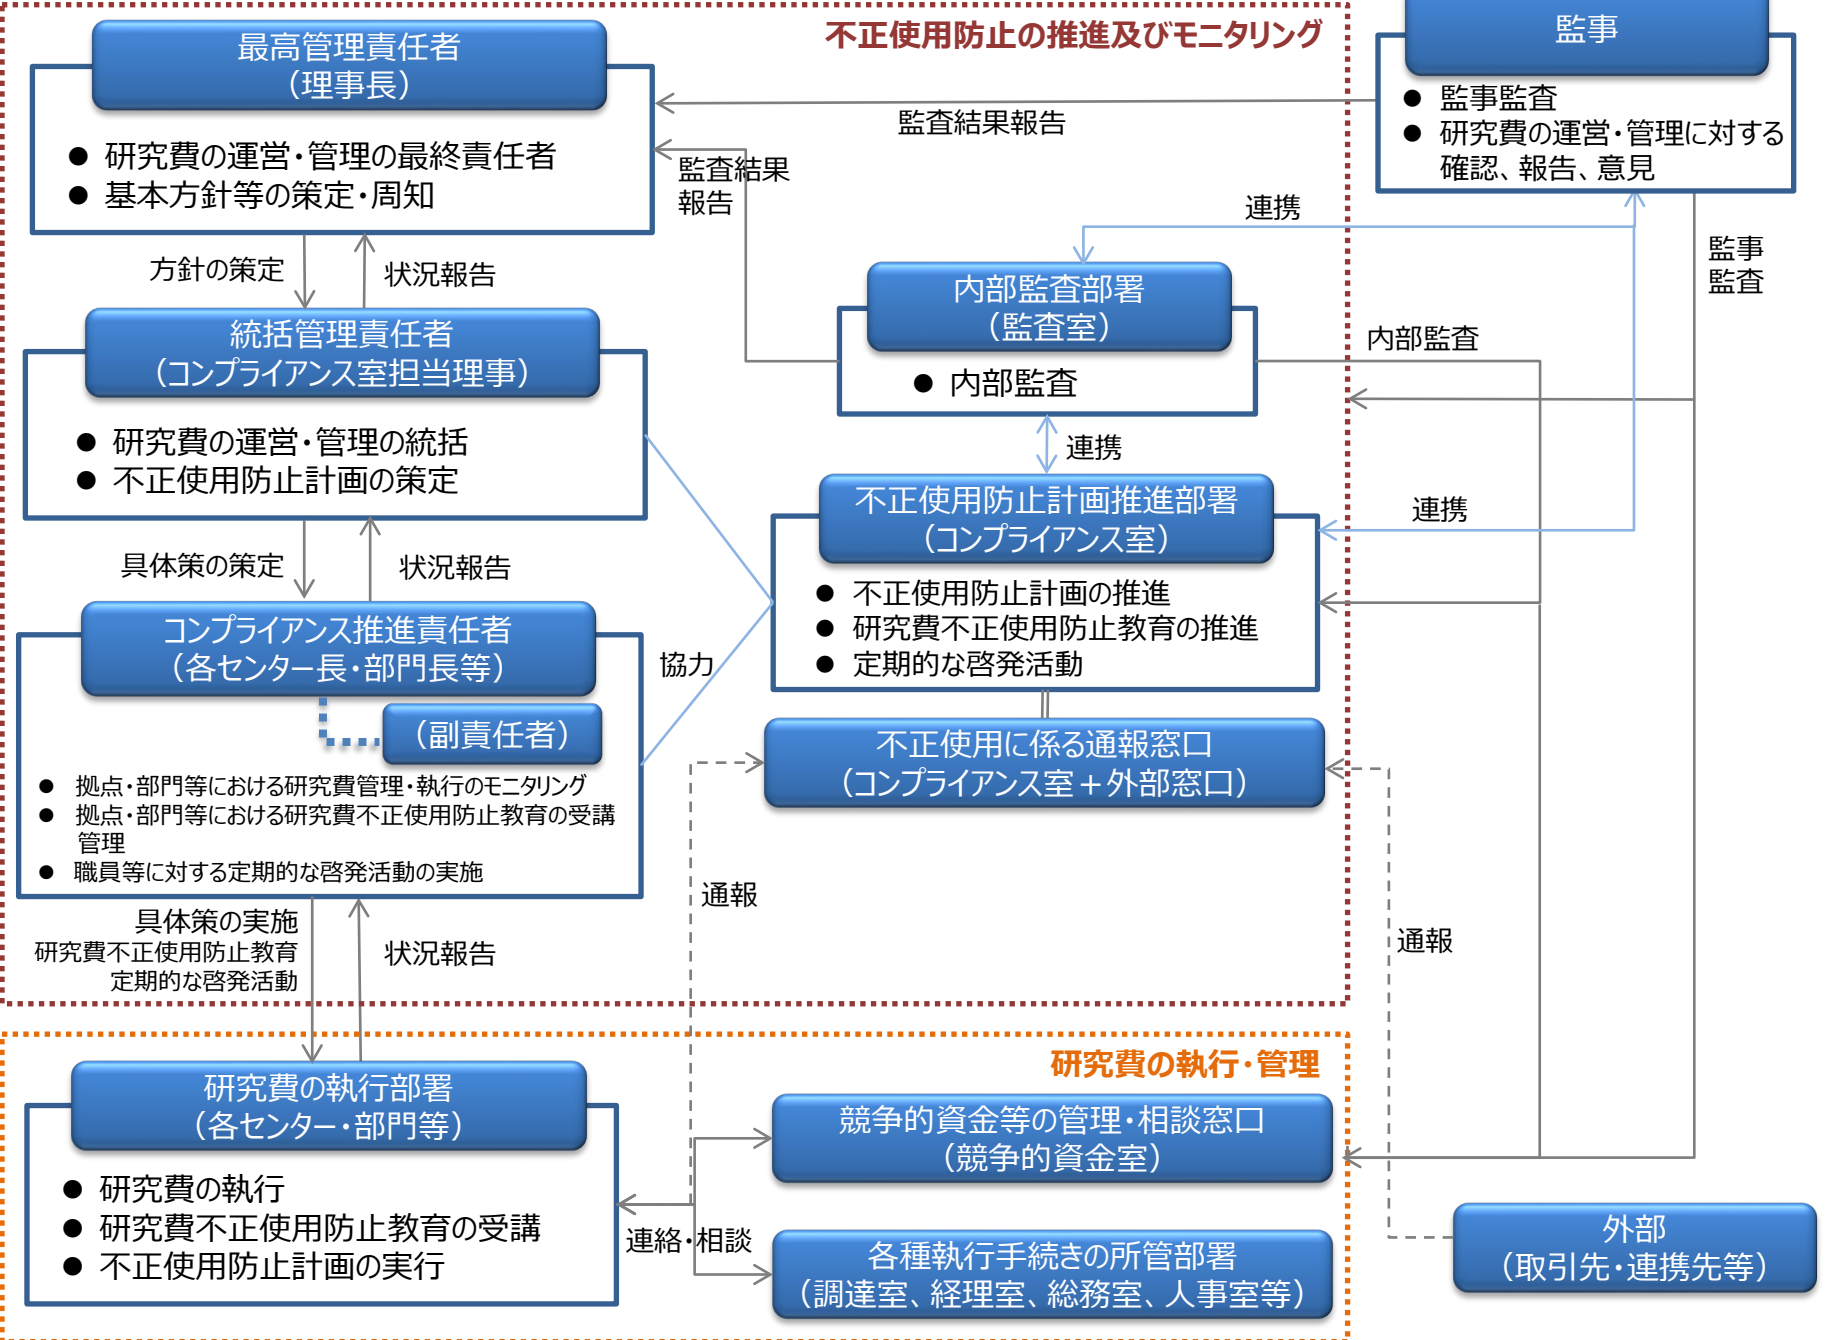 不正使用防止の推進及びモニタリング
最高管理責任者
（理事長）
● 研究費の運営・管理の最終責任者
● 基本方針等の策定・周知
監事
● 監事監査
● 研究費の運営・管理に対する
確認、報告、意見
監査結果報告
監査結果
報告
連携
監事
監査
方針の策定
状況報告
内部監査部署
（監査室）
● 内部監査
内部監査
統括管理責任者
（コンプライアンス室担当理事）
● 研究費の運営・管理の統括
● 不正使用防止計画の策定
連携
連携
不正使用防止計画推進部署
（コンプライアンス室）
● 不正使用防止計画の推進
● 研究費不正使用防止教育の推進
● 定期的な啓発活動
具体策の策定
状況報告
コンプライアンス推進責任者
（各センター長・部門長等）
（副責任者）
● 拠点・部門等における研究費管理・執行のモニタリング
● 拠点・部門等における研究費不正使用防止教育の受講
管理
● 職員等に対する定期的な啓発活動の実施
協力
不正使用に係る通報窓口
（コンプライアンス室＋外部窓口）
通報
通報
具体策の実施
研究費不正使用防止教育
定期的な啓発活動
状況報告
研究費の執行・管理
研究費の執行部署
（各センター・部門等）
● 研究費の執行
● 研究費不正使用防止教育の受講
● 不正使用防止計画の実行
連絡・相談
競争的資金等の管理・相談窓口
（競争的資金室）
各種執行手続きの所管部署
（調達室、経理室、総務室、人事室等）
外部
（取引先・連携先等）